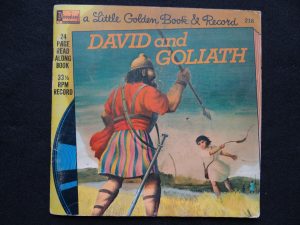 a Little Golden Book & Record
216
DAVID and
GOLIATH
24
PAGE
READ
ALONG
BOOK
33⅓
RPM
RECORD